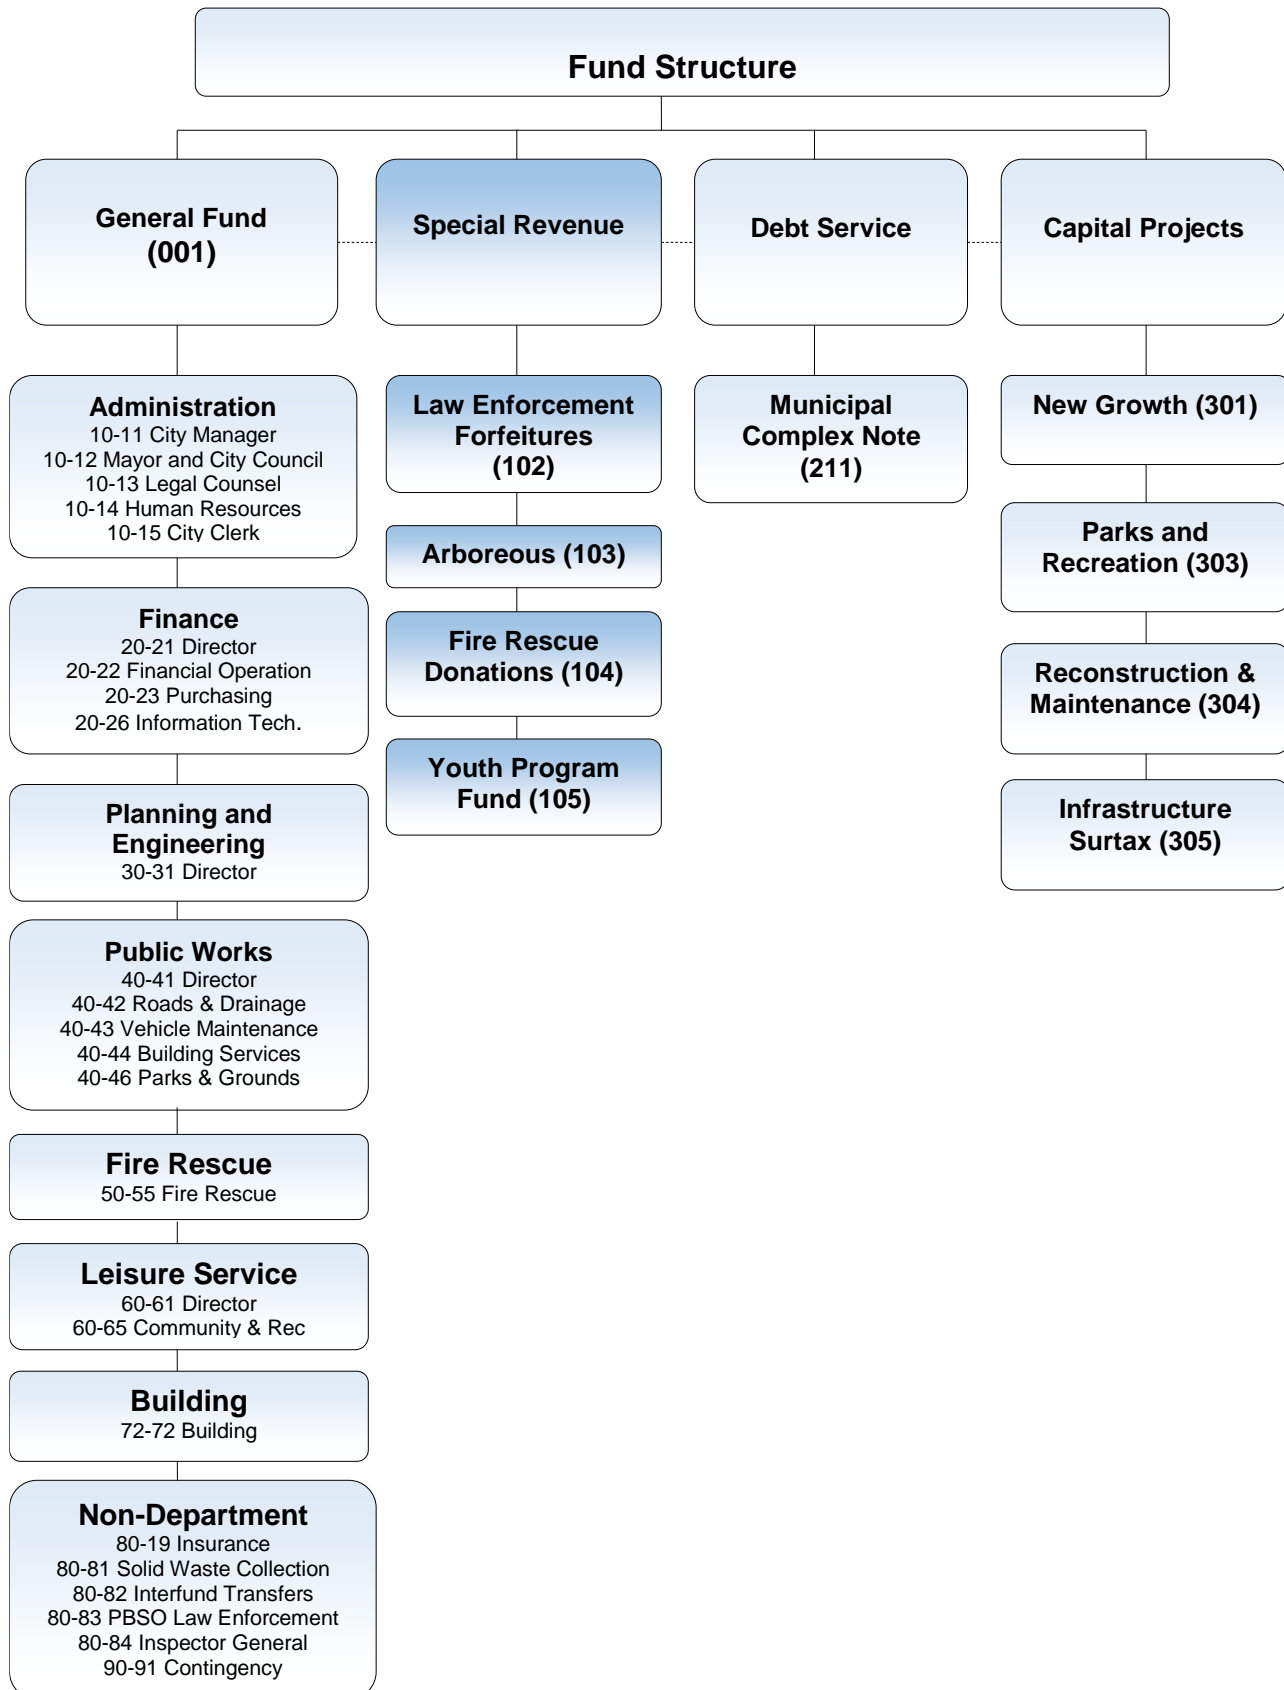 Fund Structure
General Fund
(001)
Special Revenue
Debt Service
Capital Projects
Administration
10-11 City Manager
10-12 Mayor and City Council
10-13 Legal Counsel
10-14 Human Resources
10-15 City Clerk
Finance
20-21 Director
20-22 Financial Operation
20-23 Purchasing
20-26 Information Tech.
Planning and
Engineering
30-31 Director
Public Works
40-41 Director
40-42 Roads & Drainage
40-43 Vehicle Maintenance
40-44 Building Services
40-46 Parks & Grounds
Fire Rescue
50-55 Fire Rescue
Leisure Service
60-61 Director
60-65 Community & Rec
Building
72-72 Building
Non-Department
80-19 Insurance
80-81 Solid Waste Collection
80-82 Interfund Transfers
80-83 PBSO Law Enforcement
80-84 Inspector General
90-91 Contingency
Law Enforcement
Forfeitures
(102)
Arboreous (103)
Fire Rescue
Donations (104)
Youth Program
Fund (105)
Municipal
Complex Note
(211)
New Growth (301)
Parks and
Recreation (303)
Reconstruction &
Maintenance (304)
Infrastructure
Surtax (305)